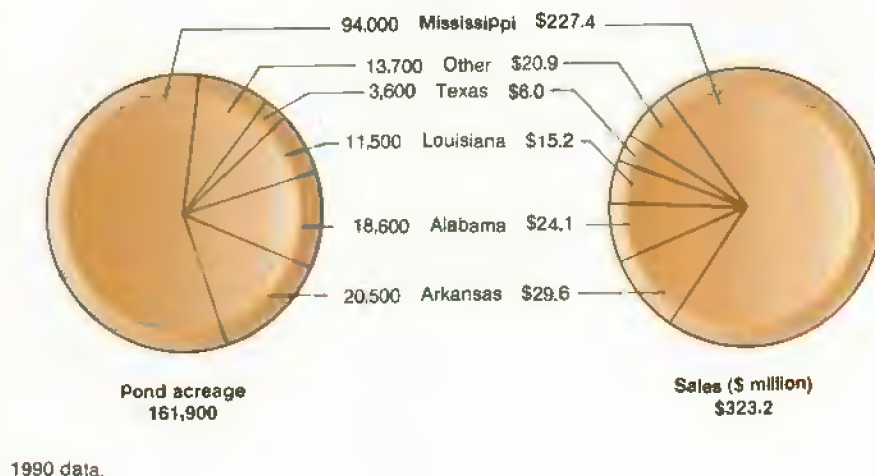 94,000 Mississippi $227.4
13,700 Other $20.9
3,600 Texas $6.0
11,500 Louisiana $15.2
18,600 Alabama $24.1
20,500 Arkansas $29.6
Pond acreage
161,900
Sales ($ million)
$323.2
1990 data.